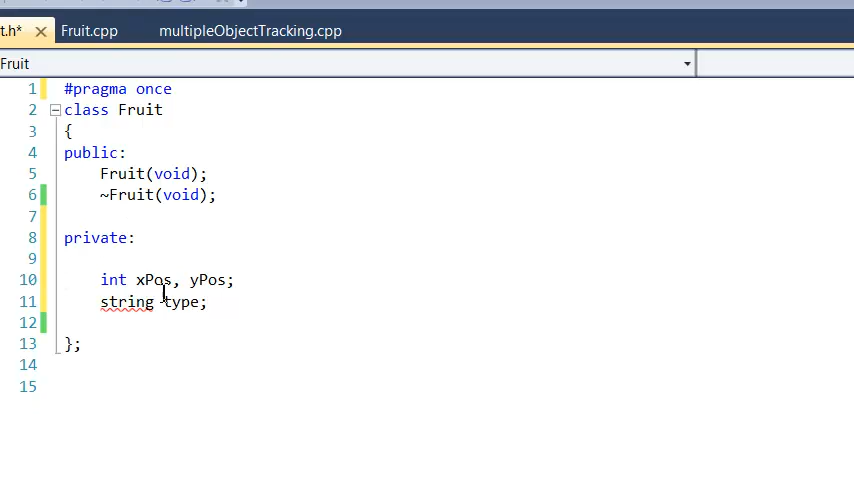 t.h* Fruit.cpp multipleObjectTracking.cpp
Fruit
1 #pragma once
2 class Fruit
3 {
4 public:
5 Fruit(void);
6 ~Fruit(void);
7
8 private:
9
10 int xPos, yPos;
11 string type;
12
13 };
14
15